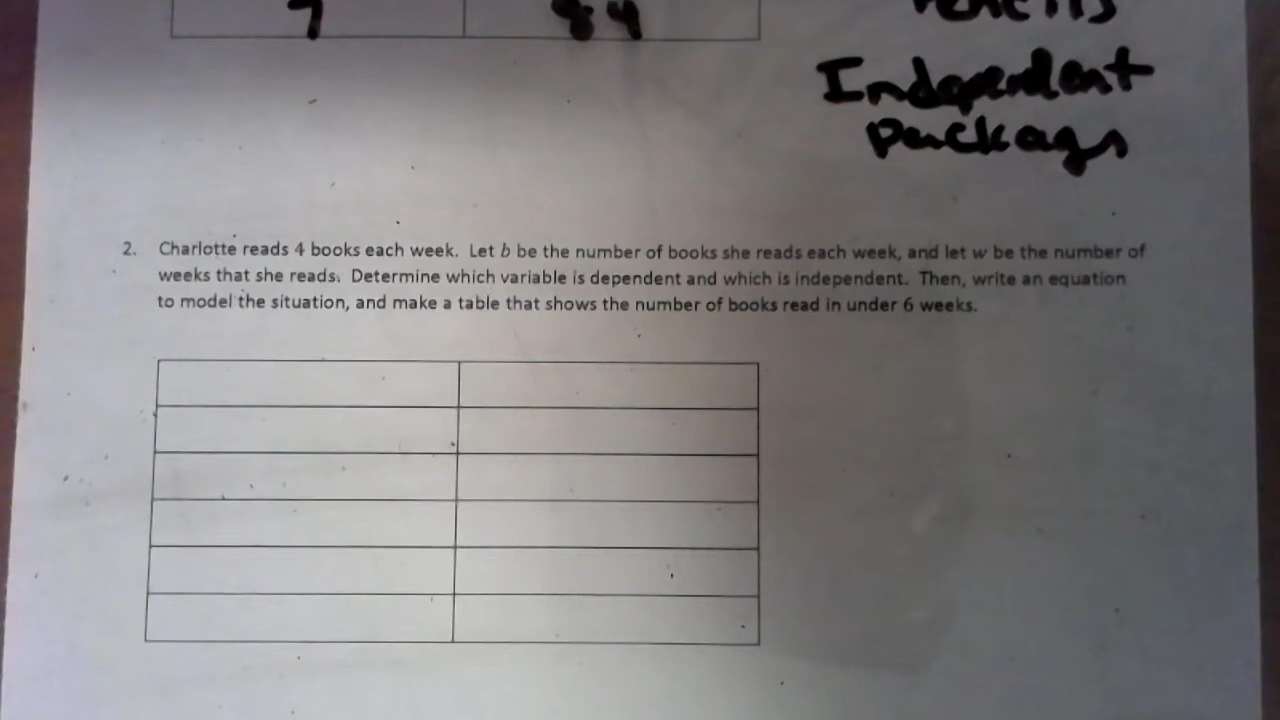 7 84
Independent
packags
2. Charlotte reads 4 books each week. Let b be the number of books she reads each week, and let w be the number of
weeks that she reads. Determine which variable is dependent and which is independent. Then, write an equation
to model the situation, and make a table that shows the number of books read in under 6 weeks.